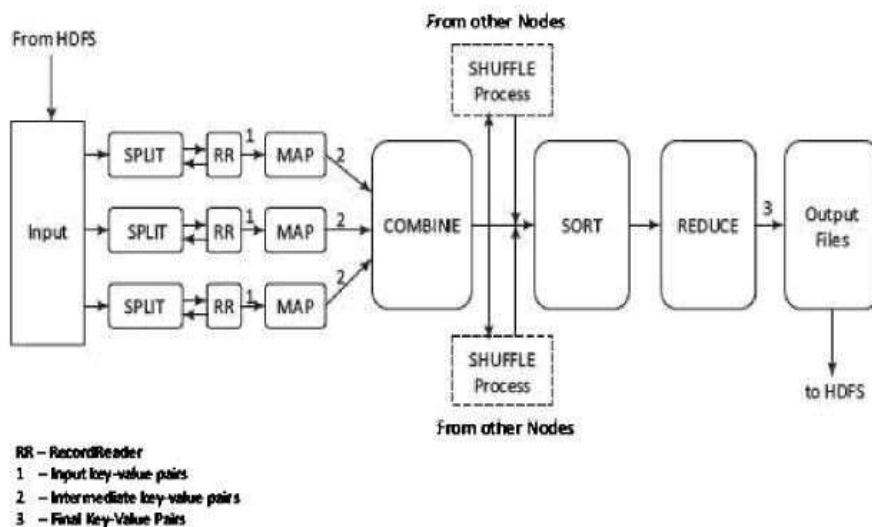 From other Nodes
From HDFS
SHUFFLE
Process
SPLIT
RR
1
MAP
2
Input
SPLIT
RR
1
MAP
2
COMBINIE
SORT
REDUCE
3
Output
Files
SPLIT
RR
1
MAP
2
SHUFFLE
Process
to HDFS
From other Nodes
RR – RecordReader
1 – Input key-value pairs
2 – Intermediate key-value pairs
3 – Final Key-Value Pairs